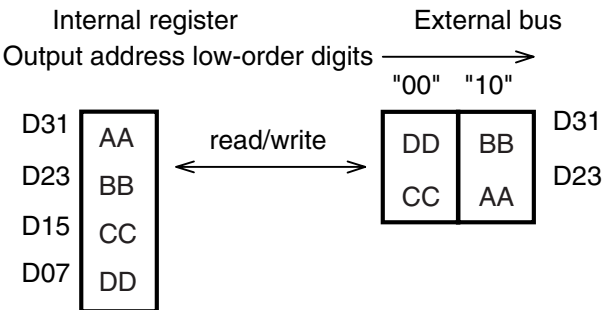 Internal register External bus
Output address low-order digits
"00" "10"
D31 AA read/write DD BB D31
D23 BB CC AA D23
D15 CC
D07 DD